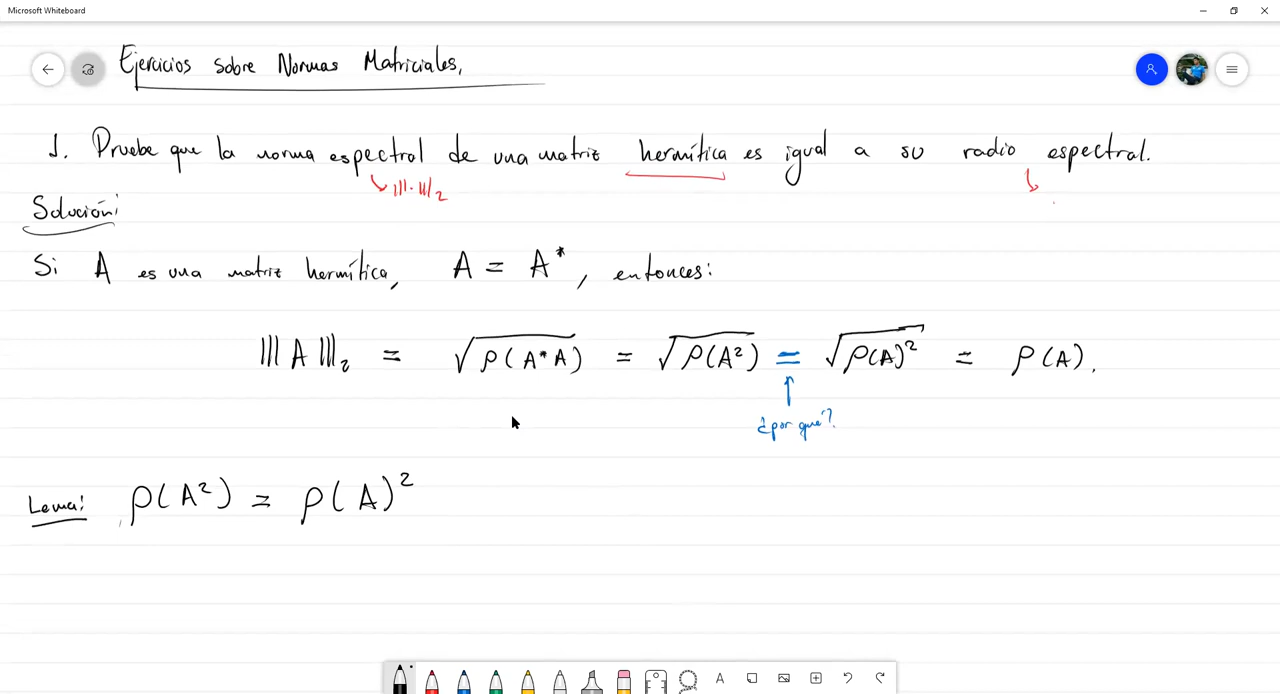 Microsoft Whiteboard
Ejercicios sobre Normas Matriciales.
1. Pruebe que la norma espectral de una matriz hermítica es igual a su radio espectral.
|||·|||₂
Solución:
Si A es una matriz hermítica, A = A*, entonces:
|||A|||₂ = √ρ(A*A) = √ρ(A²) = √ρ(A)² = ρ(A).
¿por qué?
Lema: ρ(A²) = ρ(A)²
A